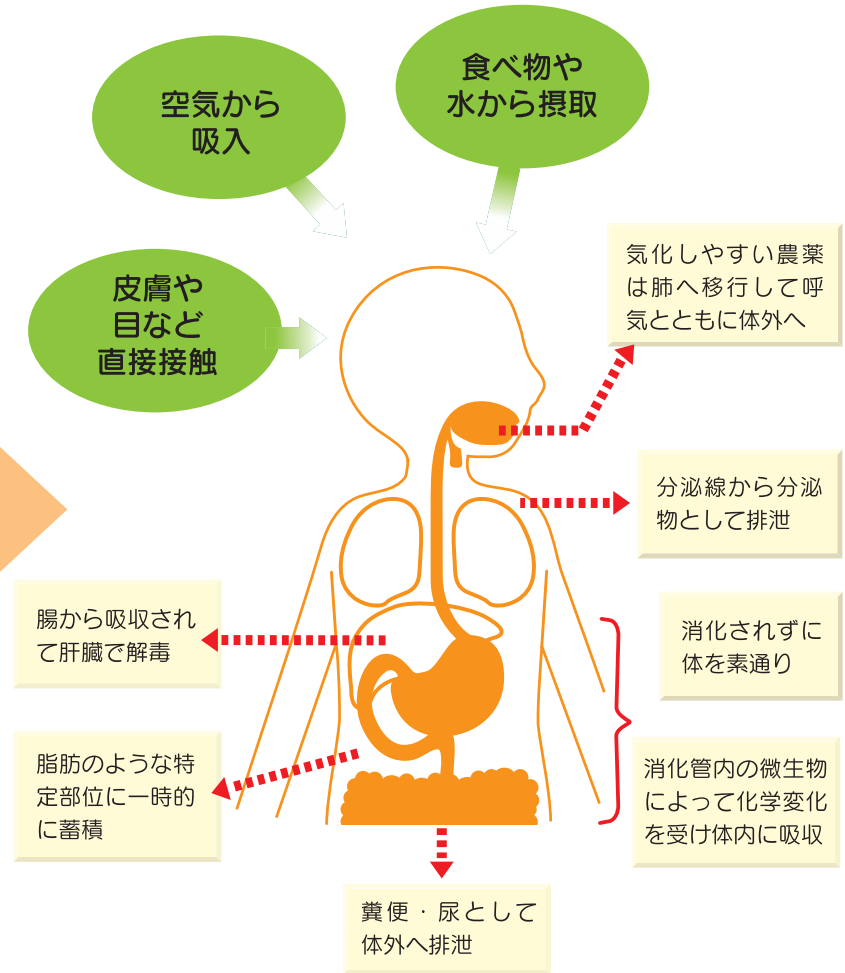 空気から
吸入
食べ物や
水から摂取
皮膚や
目など
直接接触
気化しやすい農薬
は肺へ移行して呼
気とともに体外へ
分泌線から分泌
物として排泄
腸から吸収され
て肝臓で解毒
消化されずに
体を素通り
脂肪のような特
定部位に一時的
に蓄積
消化管内の微生物
によって化学変化
を受け体内に吸収
糞便・尿として
体外へ排泄